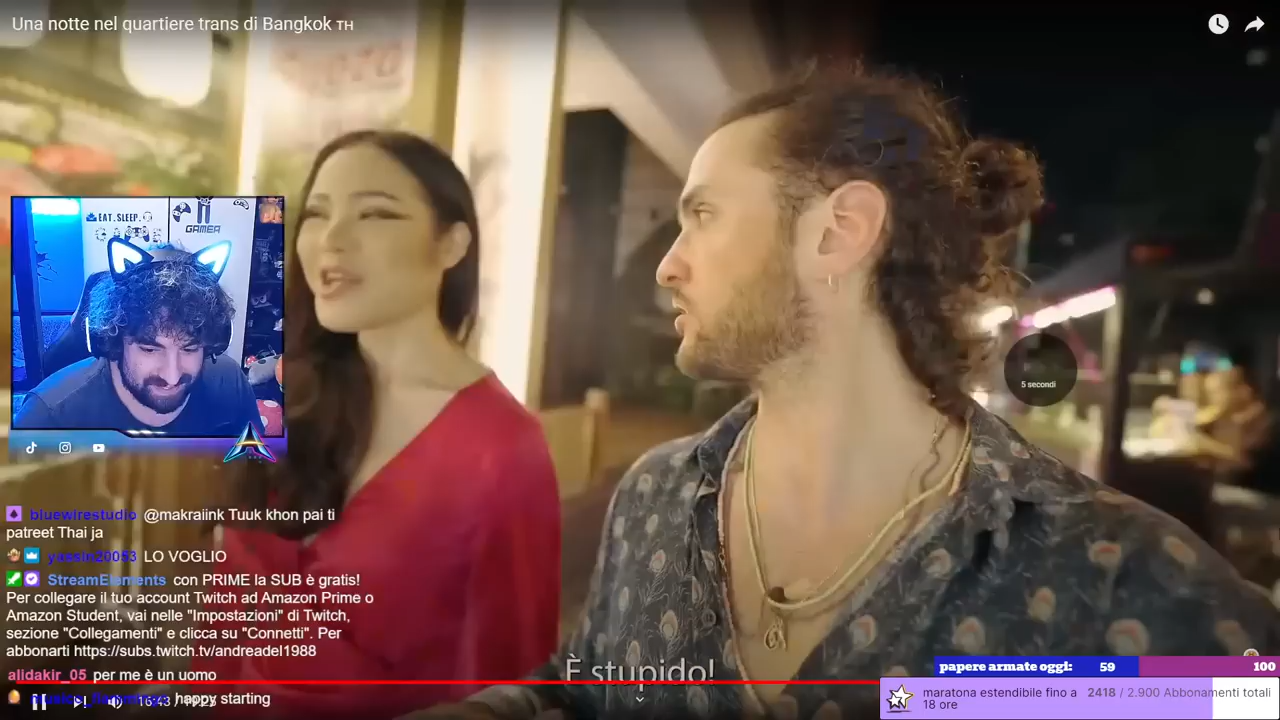 Una notte nel quartiere trans di Bangkok TH
EAT.SLEEP.
GAMER
5 secondi
bluewirestudio @makraiink Tuuk khon pai ti
patreet Thai ja
LO VOGLIO
StreamElements con PRIME la SUB è gratis!
Per collegare il tuo account Twitch ad Amazon Prime o
Amazon Student, vai nelle "Impostazioni" di Twitch,
sezione "Collegamenti" e clicca su "Connetti". Per
abbonarti https://subs.twitch.tv/andreadel1988
alidakir_05 per me è un uomo
happy starting
È stupido!
papere armate oggi: 59 100
maratona estendibile fino a
18 ore
2418 / 2.900 Abbonamenti totali